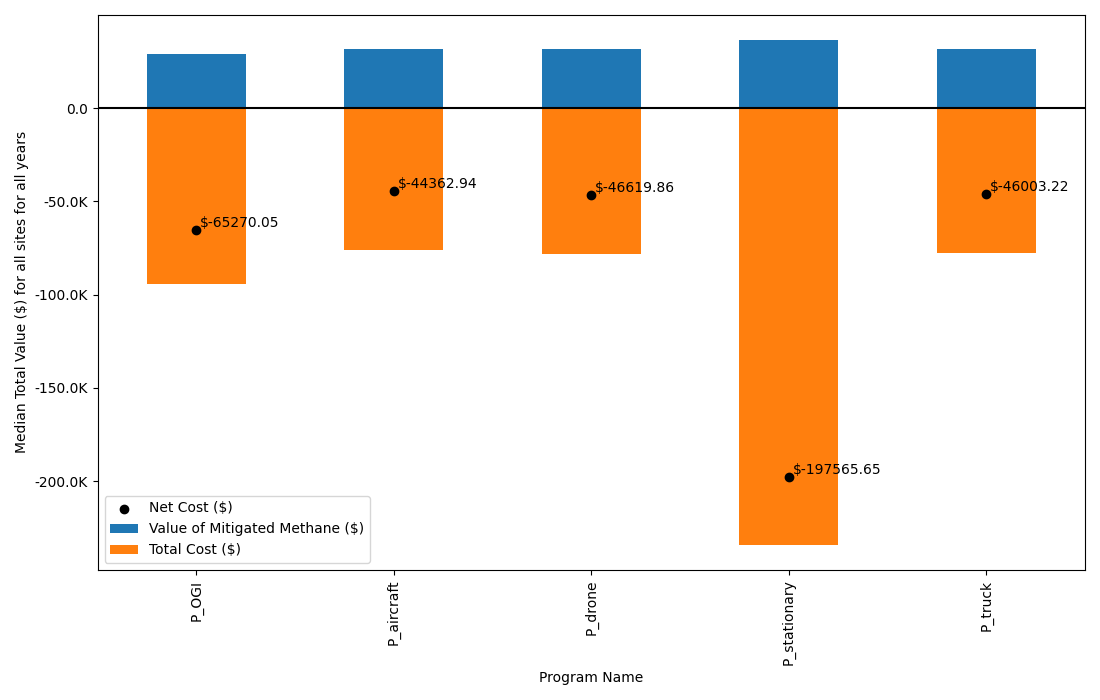 Median Total Value ($) for all sites for all years
0.0
-50.0K
-100.0K
-150.0K
-200.0K
$-65270.05
$-44362.94
$-46619.86
$-197565.65
$-46003.22
Net Cost ($)
Value of Mitigated Methane ($)
Total Cost ($)
P_OGI
P_aircraft
P_drone
P_stationary
P_truck
Program Name